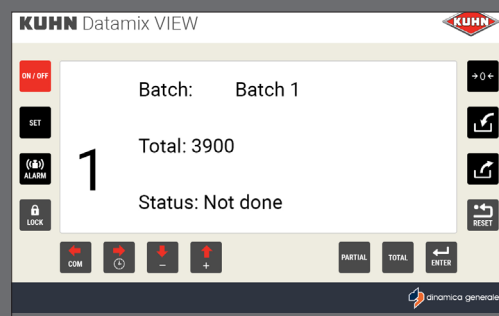 KUHN Datamix VIEW
KUHN
ON / OFF
→0←
Batch: Batch 1
SET
Total: 3900
1
ALARM
Status: Not done
LOCK
RESET
COM
−
+
PARTIAL
TOTAL
ENTER
dinamica generale